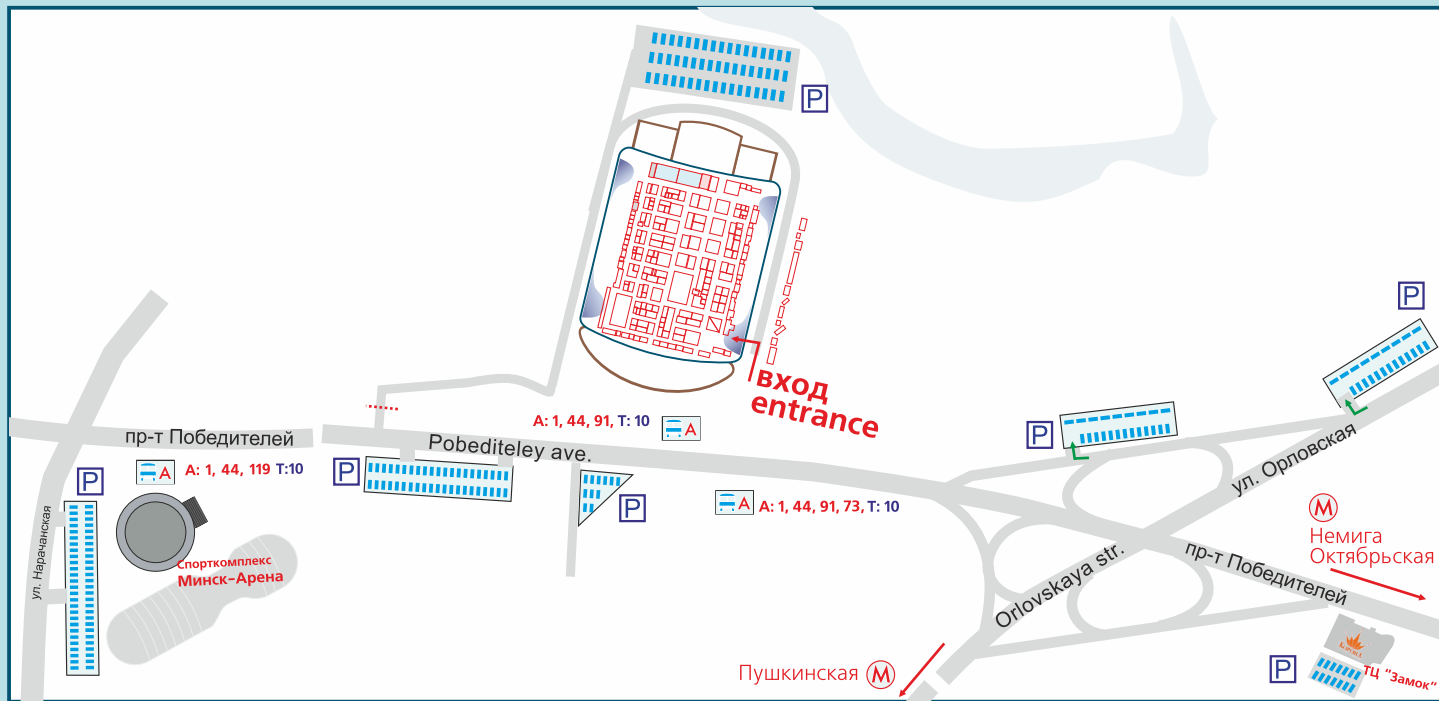 P
вход
entrance
P
P
пр-т Победителей
Pobediteley ave.
А: 1, 44, 91, Т: 10
A
A
А: 1, 44, 119 Т:10
P
P
P
A
А: 1, 44, 91, 73, Т: 10
ул. Нарачанская
Спорткомплекс
Минск-Арена
ул. Орловская
Orlovskaya str.
пр-т Победителей
М
Немига
Октябрьская
Пушкинская М
P
ТЦ "Замок"